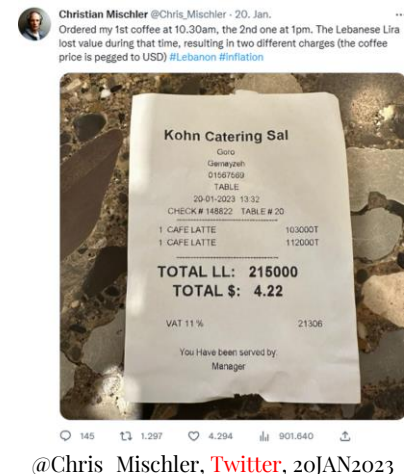 Christian Mischler @Chris_Mischler · 20. Jan.
Ordered my 1st coffee at 10.30am, the 2nd one at 1pm. The Lebanese Lira
lost value during that time, resulting in two different charges (the coffee
price is pegged to USD) #Lebanon #inflation
Kohn Catering Sal
Goro
Gemayzeh
01567569
TABLE
20-01-2023 13:32
CHECK # 148822 TABLE # 20
1 CAFE LATTE 103000T
1 CAFE LATTE 112000T
TOTAL LL: 215000
TOTAL $: 4.22
VAT 11 % 21306
You Have been served by:
Manager
145 1.297 4.294 901.640
@Chris_Mischler, Twitter, 20JAN2023